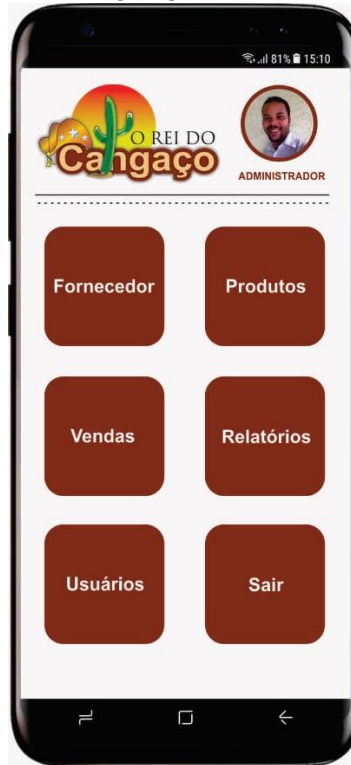 81% 15:10
O REI DO
Cangaço
ADMINISTRADOR
Fornecedor
Produtos
Vendas
Relatórios
Usuários
Sair